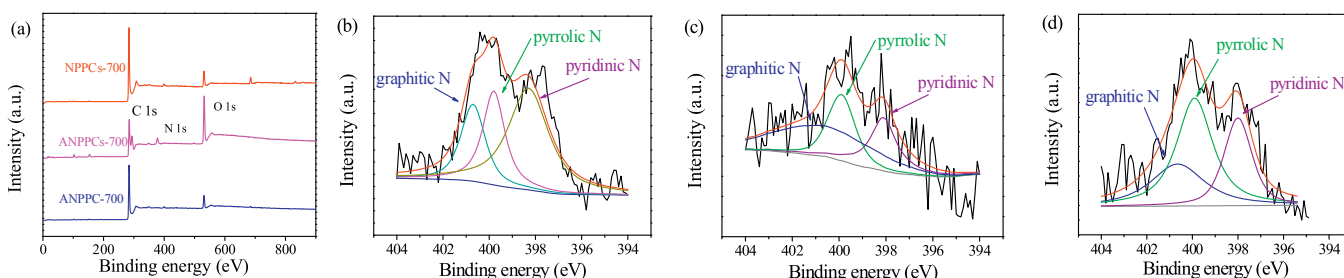 (a)
NPPCs-700
C 1s
N 1s
O 1s
ANPPCs-700
ANPPC-700
Intensity (a.u.)
0 200 400 600 800
Binding energy (eV)
(b)
pyrrolic N
graphitic N
pyridinic N
Intensity (a.u.)
404 402 400 398 396 394
Binding energy (eV)
(c)
pyrrolic N
graphitic N
pyridinic N
Intensity (a.u.)
404 402 400 398 396 394
Binding energy (eV)
(d)
pyrrolic N
graphitic N
pyridinic N
Intensity (a.u.)
404 402 400 398 396 394
Binding energy (eV)